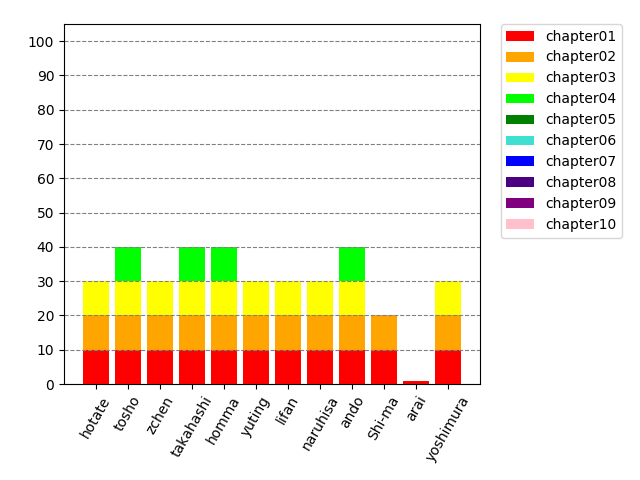 100
90
80
70
60
50
40
30
20
10
0
hotate
tosho
zchen
takahashi
homma
yuting
lifan
naruhisa
ando
Shi-ma
arai
yoshimura
chapter01
chapter02
chapter03
chapter04
chapter05
chapter06
chapter07
chapter08
chapter09
chapter10